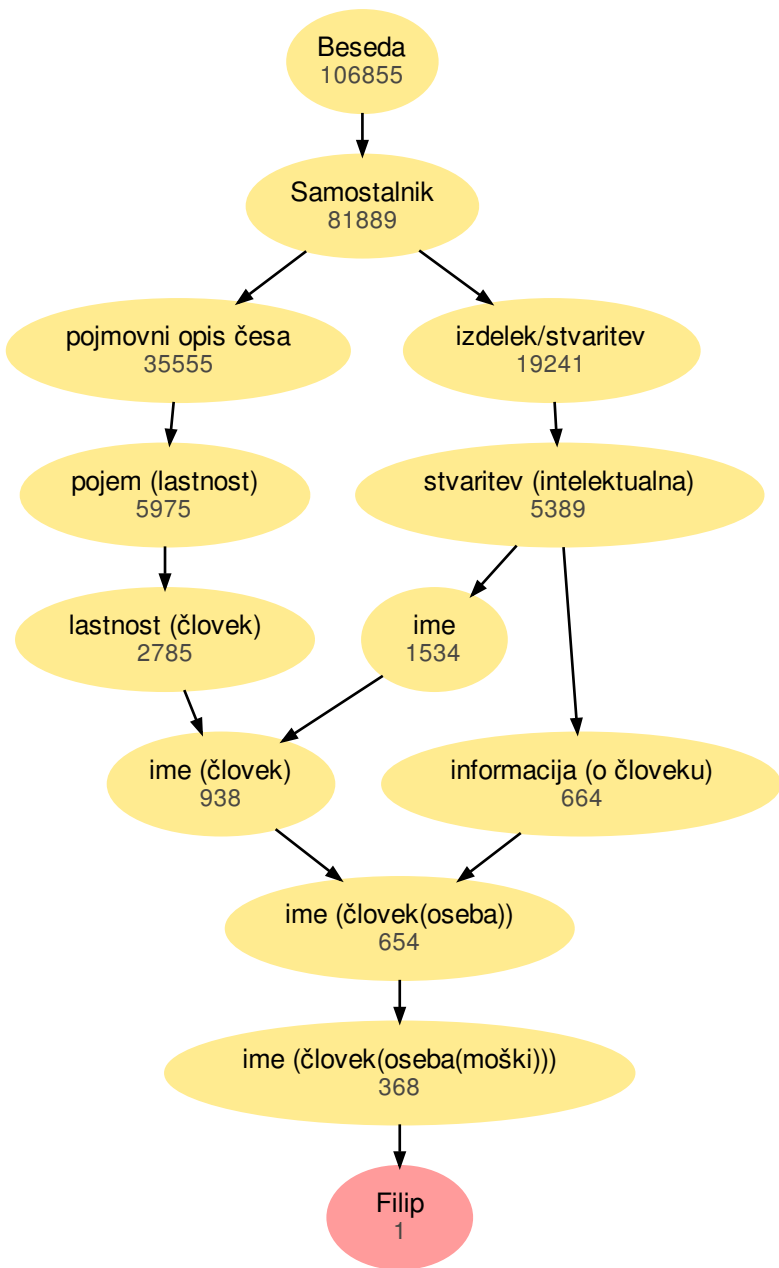 Beseda
106855
Samostalnik
81889
pojmovni opis česa
35555
izdelek/stvaritev
19241
pojem (lastnost)
5975
stvaritev (intelektualna)
5389
lastnost (človek)
2785
ime
1534
ime (človek)
938
informacija (o človeku)
664
ime (človek(oseba))
654
ime (človek(oseba(moški)))
368
Filip
1